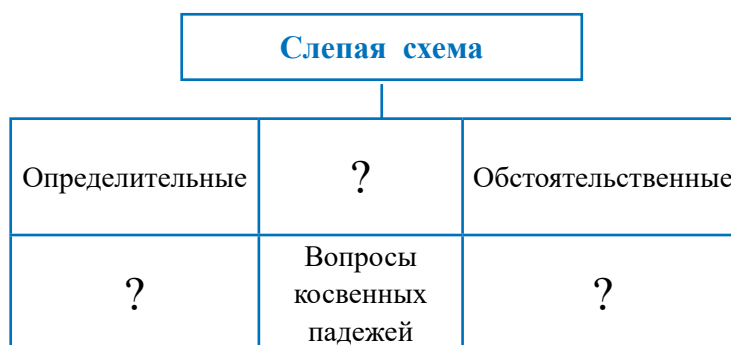 Слепая схема
Определительные
?
Обстоятельственные
?
Вопросы
косвенных
падежей
?